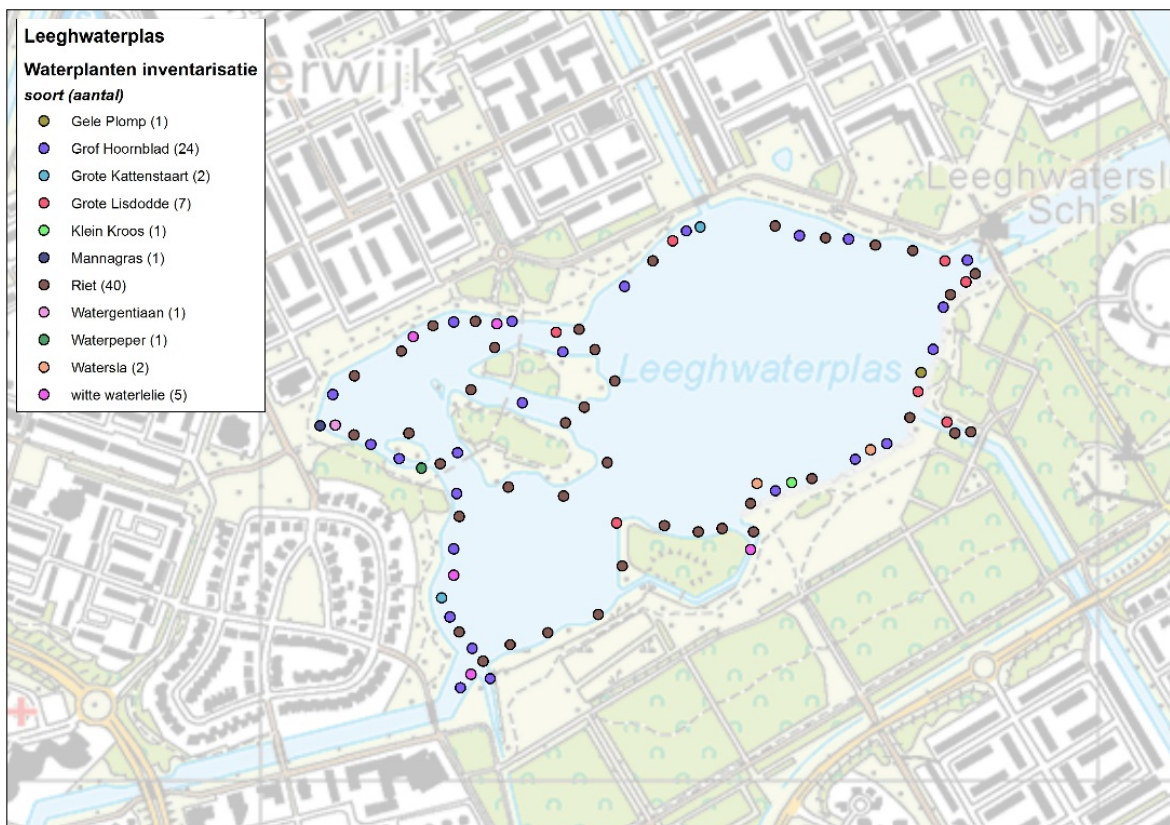 Leeghwaterplas
Waterplanten inventarisatie
soort (aantal)
Gele Plomp (1)
Grof Hoornblad (24)
Grote Kattenstaart (2)
Grote Lisdodde (7)
Klein Kroos (1)
Mannagras (1)
Riet (40)
Watergentiaan (1)
Waterpeper (1)
Watersla (2)
witte waterlelie (5)
erwijk
Leeghwatersl
Sch sl
Leeghwaterplas